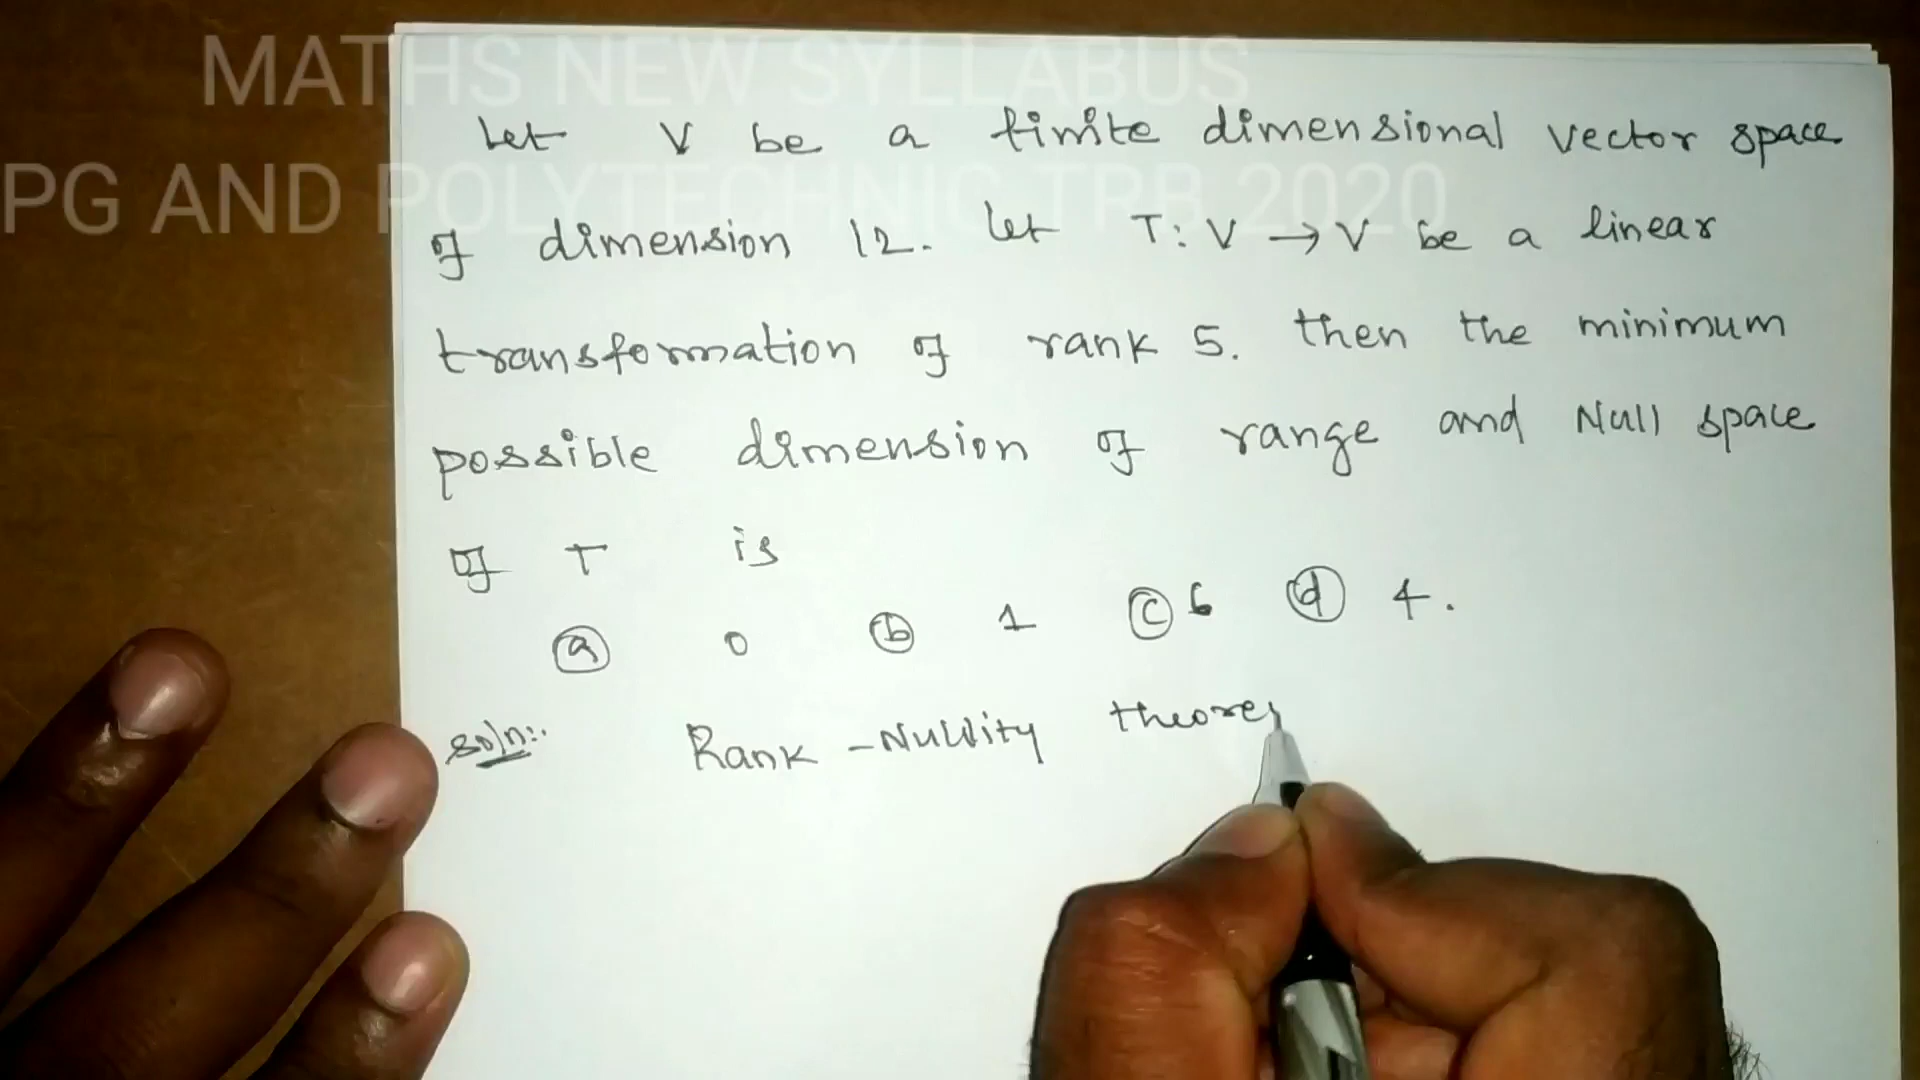 MATHS NEW SYLLABUS
PG AND POLYTECHNIC TRB 2020
Let V be a finite dimensional vector space
of dimension 12. Let T: V → V be a linear
transformation of rank 5. then the minimum
possible dimension of range and Null space
of T is
(a) 0 (b) 1 (c) 6 (d) 4.
Soln:. Rank - Nullity theore